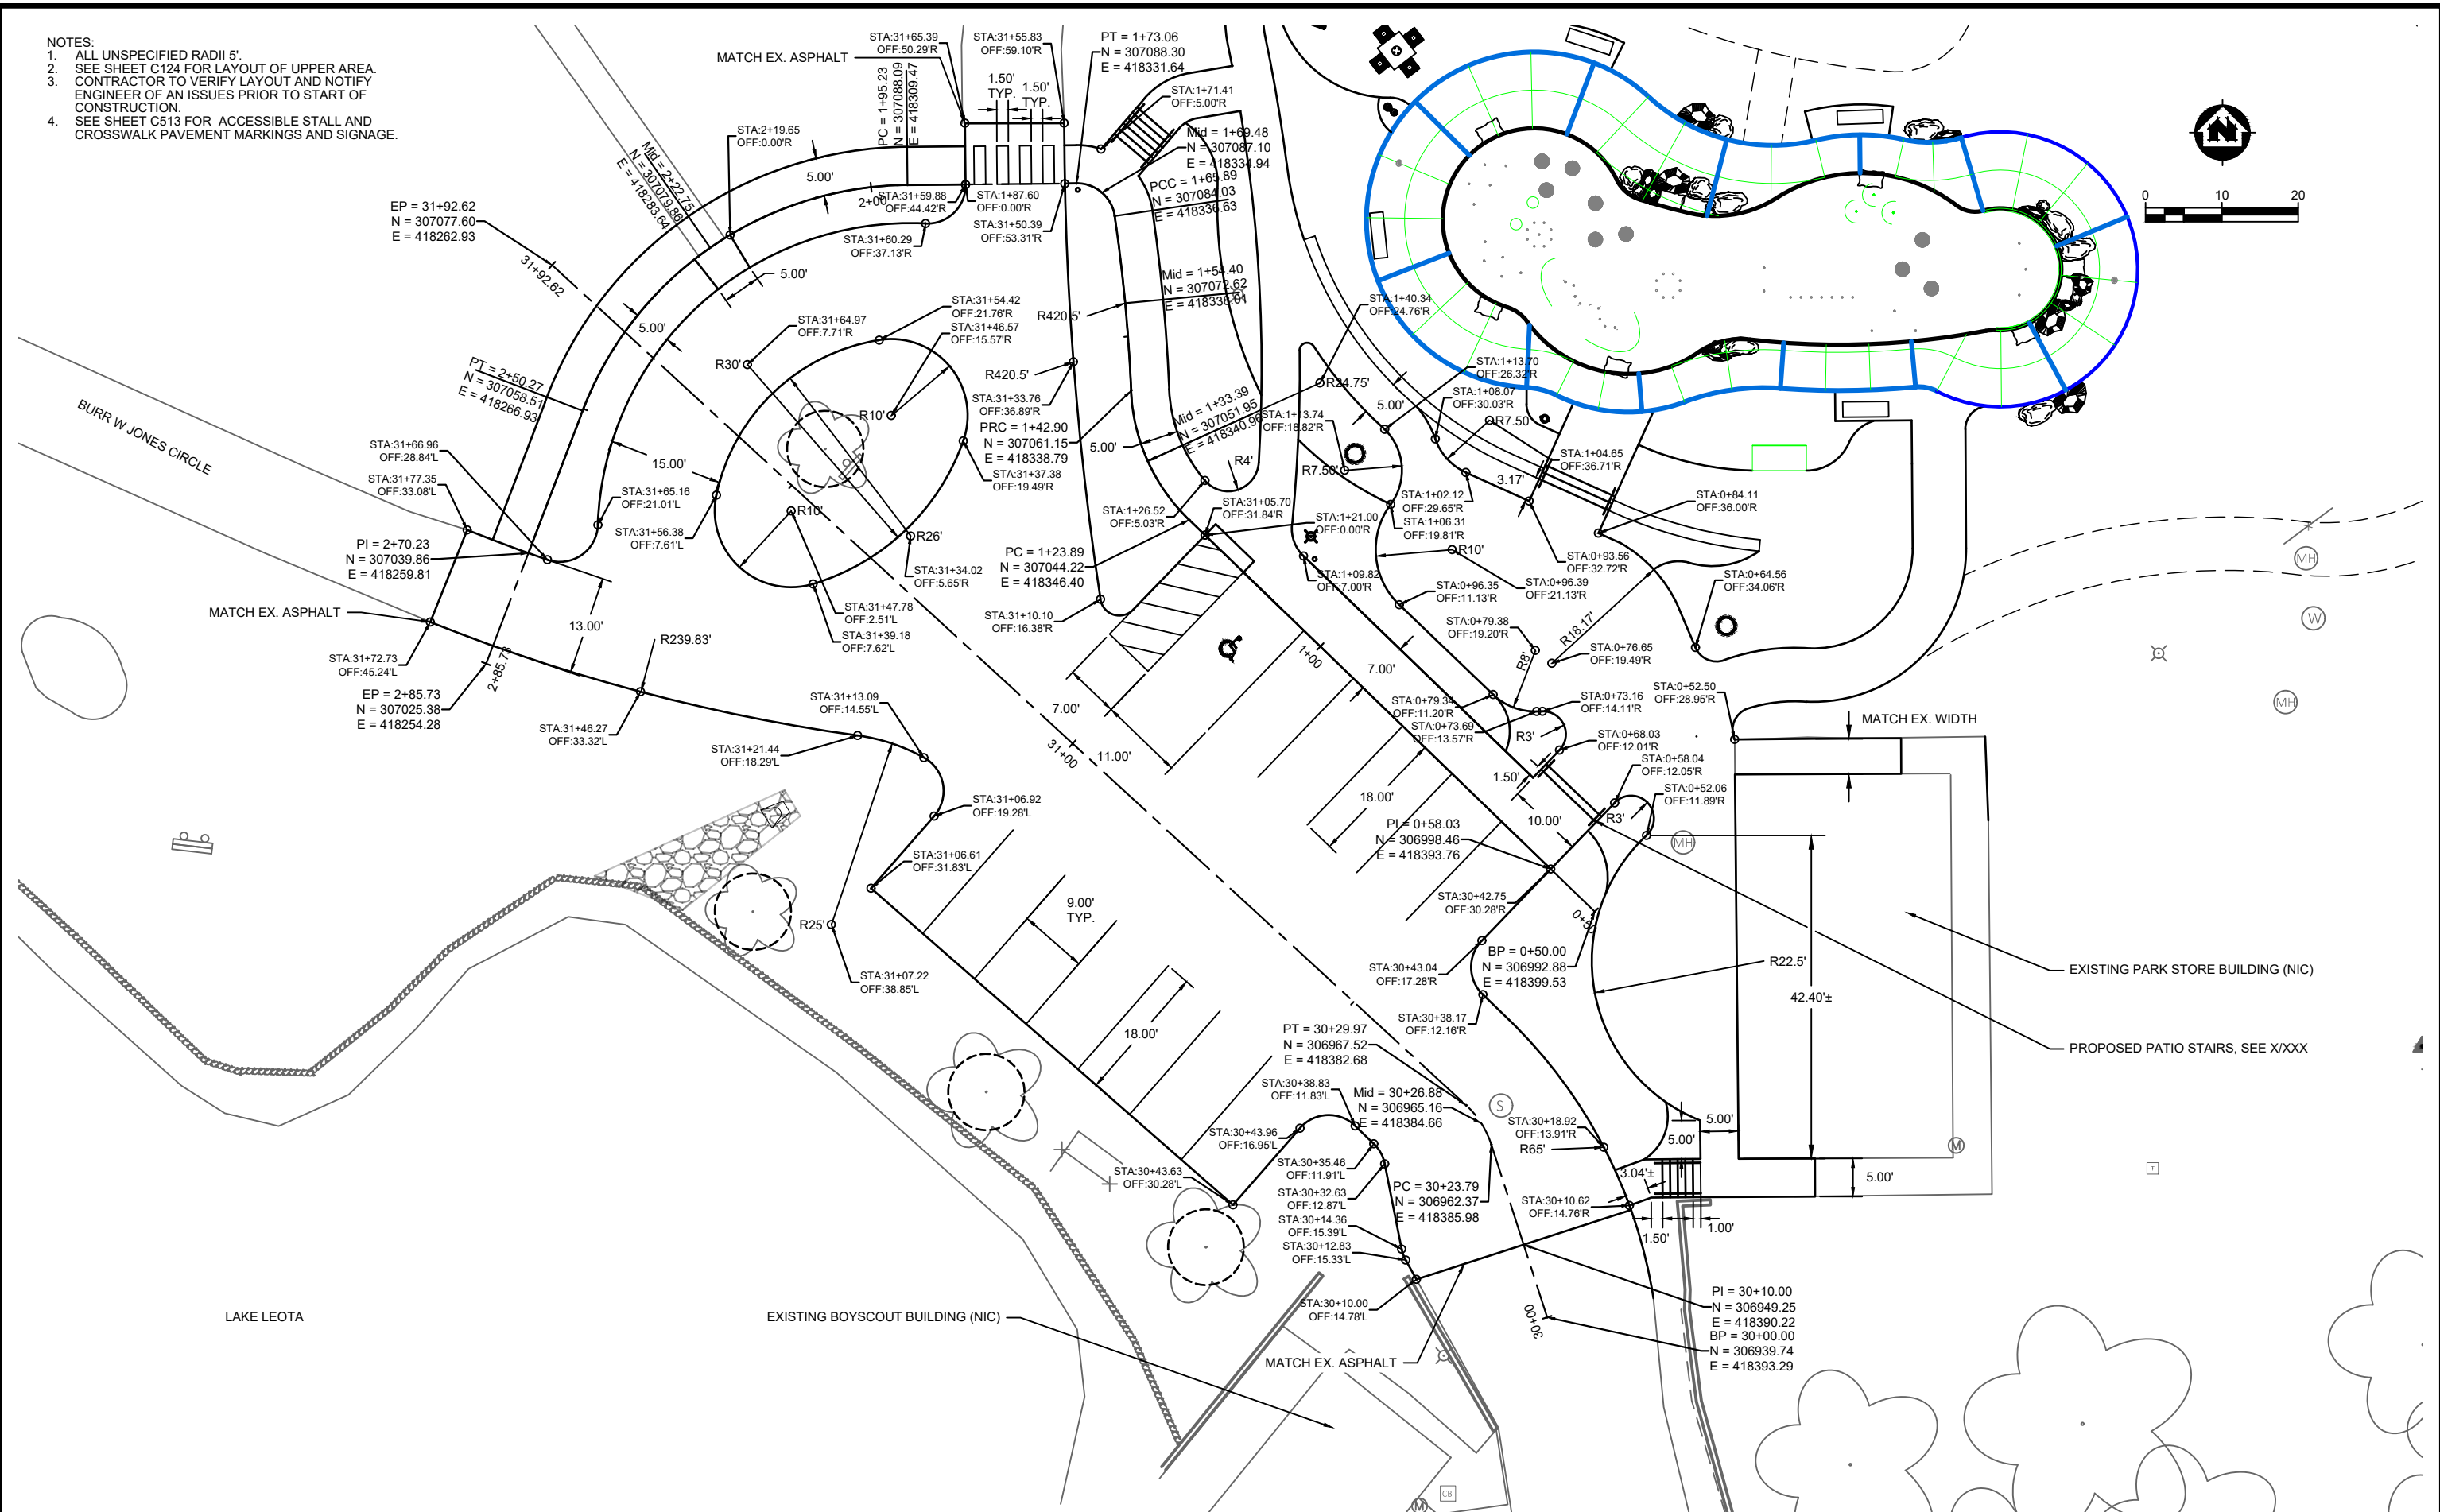 NOTES:
1. ALL UNSPECIFIED RADII 5'.
2. SEE SHEET C124 FOR LAYOUT OF UPPER AREA.
3. CONTRACTOR TO VERIFY LAYOUT AND NOTIFY
ENGINEER OF AN ISSUES PRIOR TO START OF
CONSTRUCTION.
4. SEE SHEET C513 FOR ACCESSIBLE STALL AND
CROSSWALK PAVEMENT MARKINGS AND SIGNAGE.
MATCH EX. ASPHALT
STA:31+65.39
OFF:50.29'R
STA:31+55.83
OFF:59.10'R
PT = 1+73.06
N = 307088.30
E = 418331.64
PC = 1+95.23
N = 307088.09
E = 418309.47
1.50'
TYP.
1.50'
TYP.
STA:1+71.41
OFF:5.00'R
STA:2+19.65
OFF:0.00'R
Mid = 1+69.48
N = 307087.10
E = 418334.94
Mid = 2+22.75
N = 307079.86
E = 418283.64
5.00'
PCC = 1+65.89
N = 307084.03
E = 418336.63
2+00
STA:31+59.88
OFF:44.42'R
STA:1+87.60
OFF:0.00'R
EP = 31+92.62
N = 307077.60
E = 418262.93
STA:31+50.39
OFF:53.31'R
STA:31+60.29
OFF:37.13'R
31+92.62
5.00'
Mid = 1+54.40
N = 307072.62
E = 418338.01
0
10
20
STA:31+54.42
OFF:21.76'R
STA:31+64.97
OFF:7.71'R
STA:31+46.57
OFF:15.57'R
R420.5'
STA:1+40.34
OFF:24.76'R
5.00'
R30'
R420.5'
STA:1+13.70
OFF:26.32'R
R24.75'
PT = 2+50.27
N = 307058.51
E = 418266.93
STA:31+33.76
OFF:36.89'R
5.00'
STA:1+08.07
OFF:30.03'R
R7.50'
R10'
Mid = 1+33.39
N = 307051.95
E = 418340.96
STA:1+13.74
OFF:18.82'R
PRC = 1+42.90
N = 307061.15
E = 418338.79
BURR W JONES CIRCLE
STA:31+66.96
OFF:28.84'L
15.00'
5.00'
R4'
R7.50'
STA:1+04.65
OFF:36.71'R
STA:31+37.38
OFF:19.49'R
STA:31+77.35
OFF:33.08'L
STA:31+65.16
OFF:21.01'L
3.17'
STA:1+02.12
OFF:29.65'R
STA:0+84.11
OFF:36.00'R
STA:1+26.52
OFF:5.03'R
STA:31+05.70
OFF:31.84'R
STA:1+21.00
OFF:0.00'R
STA:1+06.31
OFF:19.81'R
R10'
STA:31+56.38
OFF:7.61'L
PI = 2+70.23
N = 307039.86
E = 418259.81
R26'
PC = 1+23.89
N = 307044.22
E = 418346.40
R10'
STA:0+93.56
OFF:32.72'R
STA:31+34.02
OFF:5.65'R
STA:1+09.82
OFF:7.00'R
STA:0+96.35
OFF:11.13'R
STA:0+96.39
OFF:21.13'R
STA:0+64.56
OFF:34.06'R
MATCH EX. ASPHALT
13.00'
STA:31+47.78
OFF:2.51'L
STA:31+39.18
OFF:7.62'L
STA:31+10.10
OFF:16.38'R
STA:0+79.38
OFF:19.20'R
R18.17'
R239.83'
1+00
7.00'
R8'
STA:0+76.65
OFF:19.49'R
STA:31+72.73
OFF:45.24'L
2+85.73
EP = 2+85.73
N = 307025.38
E = 418254.28
STA:31+13.09
OFF:14.55'L
7.00'
STA:0+79.34
OFF:11.20'R
STA:0+73.16
OFF:14.11'R
STA:0+52.50
OFF:28.95'R
STA:31+46.27
OFF:33.32'L
STA:31+21.44
OFF:18.29'L
31+00
11.00'
STA:0+73.69
OFF:13.57'R
R3'
MATCH EX. WIDTH
STA:0+68.03
OFF:12.01'R
STA:0+58.04
OFF:12.05'R
1.50'
18.00'
STA:0+52.06
OFF:11.89'R
STA:31+06.92
OFF:19.28'L
10.00'
R3'
PI = 0+58.03
N = 306998.46
E = 418393.76
STA:31+06.61
OFF:31.83'L
STA:30+42.75
OFF:30.28'R
9.00'
TYP.
R25'
BP = 0+50.00
N = 306992.88
E = 418399.53
R22.5'
EXISTING PARK STORE BUILDING (NIC)
STA:30+43.04
OFF:17.28'R
STA:31+07.22
OFF:38.85'L
42.40'±
STA:30+38.17
OFF:12.16'R
18.00'
PT = 30+29.97
N = 306967.52
E = 418382.68
PROPOSED PATIO STAIRS, SEE X/XXX
STA:30+38.83
OFF:11.83'L
Mid = 30+26.88
N = 306965.16
E = 418384.66
S
STA:30+43.96
OFF:16.95'L
STA:30+18.92
OFF:13.91'R
R65'
5.00'
5.00'
STA:30+35.46
OFF:11.91'L
STA:30+43.63
OFF:30.28'L
3.04'±
5.00'
STA:30+32.63
OFF:12.87'L
PC = 30+23.79
N = 306962.37
E = 418385.98
STA:30+10.62
OFF:14.76'R
STA:30+14.36
OFF:15.39'L
STA:30+12.83
OFF:15.33'L
1.50'
1.00'
STA:30+10.00
OFF:14.78'L
30+00
PI = 30+10.00
N = 306949.25
E = 418390.22
BP = 30+00.00
N = 306939.74
E = 418393.29
LAKE LEOTA
EXISTING BOYSCOUT BUILDING (NIC)
MATCH EX. ASPHALT
MH
W
MH
MH
T
CB